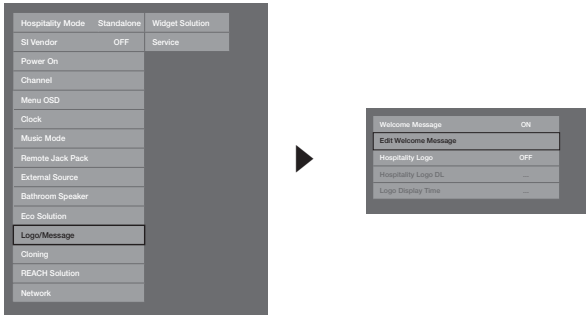 Hospitality Mode Standalone Widget Solution
SI Vendor OFF Service
Power On
Channel
Menu OSD
Clock
Music Mode
Remote Jack Pack
External Source
Bathroom Speaker
Eco Solution
Logo/Message
Cloning
REACH Solution
Network
Welcome Message ON
Edit Welcome Message
Hospitality Logo OFF
Hospitality Logo DL ...
Logo Display Time ...